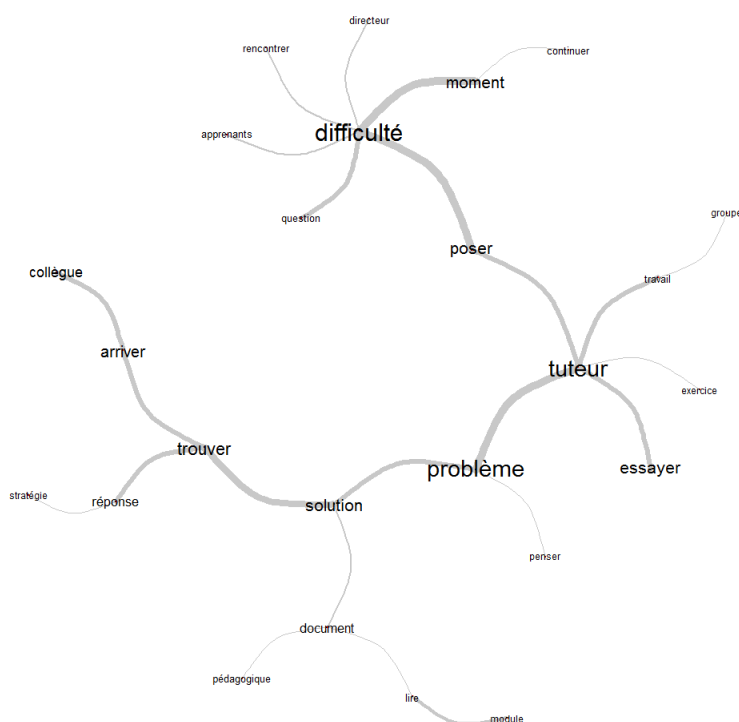 directeur
rencontrer
continuer
moment
difficulté
apprenants
question
groupe
poser
collègue
travail
arriver
tuteur
exercice
trouver
problème
essayer
stratégie
réponse
solution
penser
document
pédagogique
lire
module